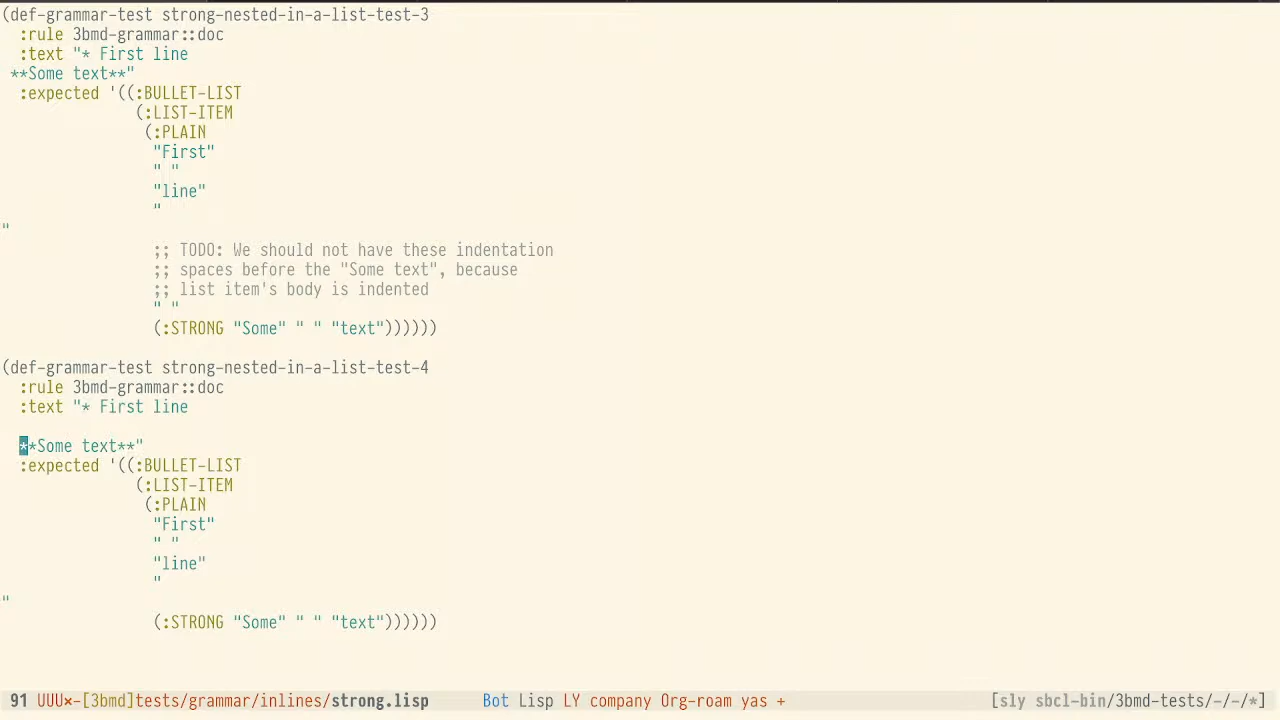 (def-grammar-test strong-nested-in-a-list-test-3
  :rule 3bmd-grammar::doc
  :text "* First line
 **Some text**"
  :expected '((:BULLET-LIST
               (:LIST-ITEM
                (:PLAIN
                 "First"
                 " "
                 "line"
                 "
"
                 ;; TODO: We should not have these indentation
                 ;; spaces before the "Some text", because
                 ;; list item's body is indented
                 " "
                 (:STRONG "Some" " " "text"))))))

(def-grammar-test strong-nested-in-a-list-test-4
  :rule 3bmd-grammar::doc
  :text "* First line

  **Some text**"
  :expected '((:BULLET-LIST
               (:LIST-ITEM
                (:PLAIN
                 "First"
                 " "
                 "line"
                 "
"
                 (:STRONG "Some" " " "text"))))))
91 UUU×-[3bmd]tests/grammar/inlines/strong.lisp      Bot Lisp LY company Org-roam yas +      [sly sbcl-bin/3bmd-tests/-/-/*]